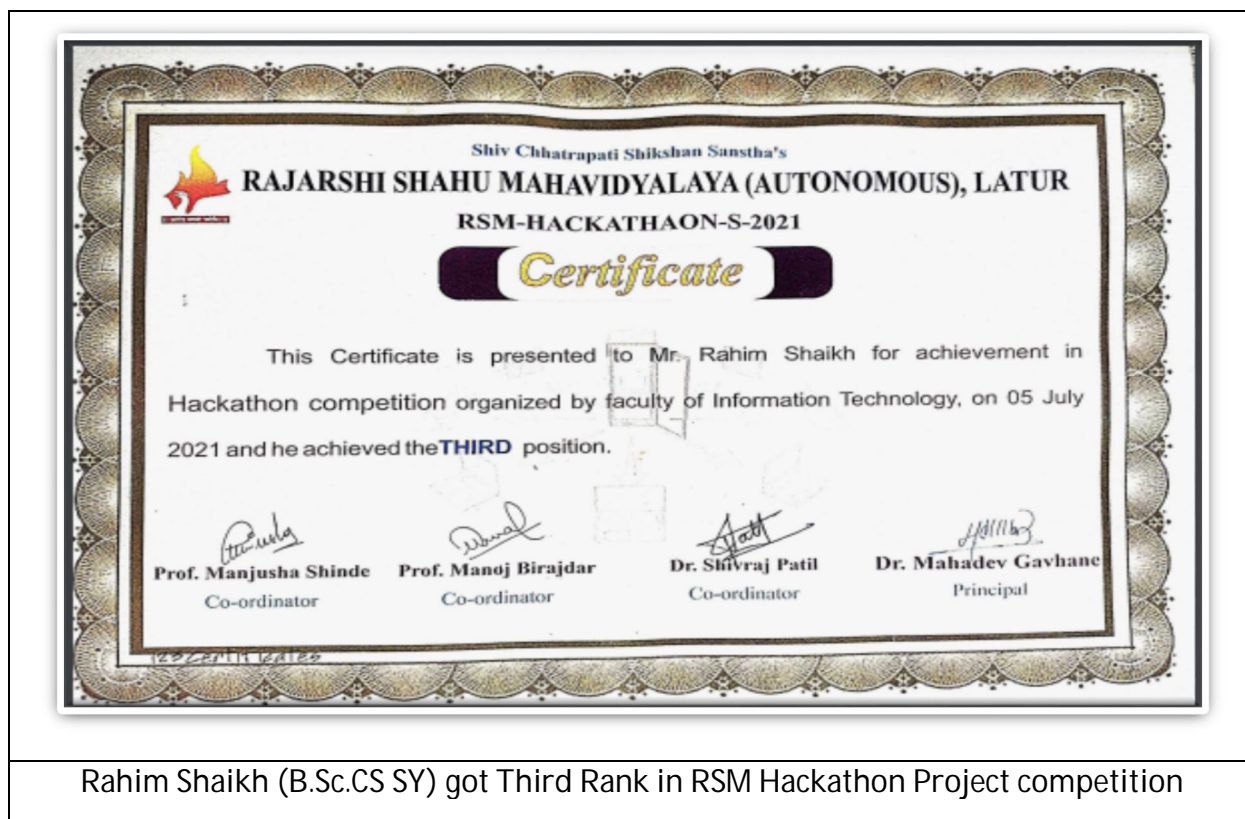 Shiv Chhatrapati Shikshan Sanstha's
RAJARSHI SHAHU MAHAVIDYALAYA (AUTONOMOUS), LATUR
RSM-HACKATHAON-S-2021
Certificate
This Certificate is presented to Mr. Rahim Shaikh for achievement in
Hackathon competition organized by faculty of Information Technology, on 05 July
2021 and he achieved the THIRD position.
Prof. Manjusha Shinde Prof. Manoj Birajdar Dr. Shivraj Patil Dr. Mahadev Gavhane
Co-ordinator Co-ordinator Co-ordinator Principal
Certificates
Rahim Shaikh (B.Sc.CS SY) got Third Rank in RSM Hackathon Project competition